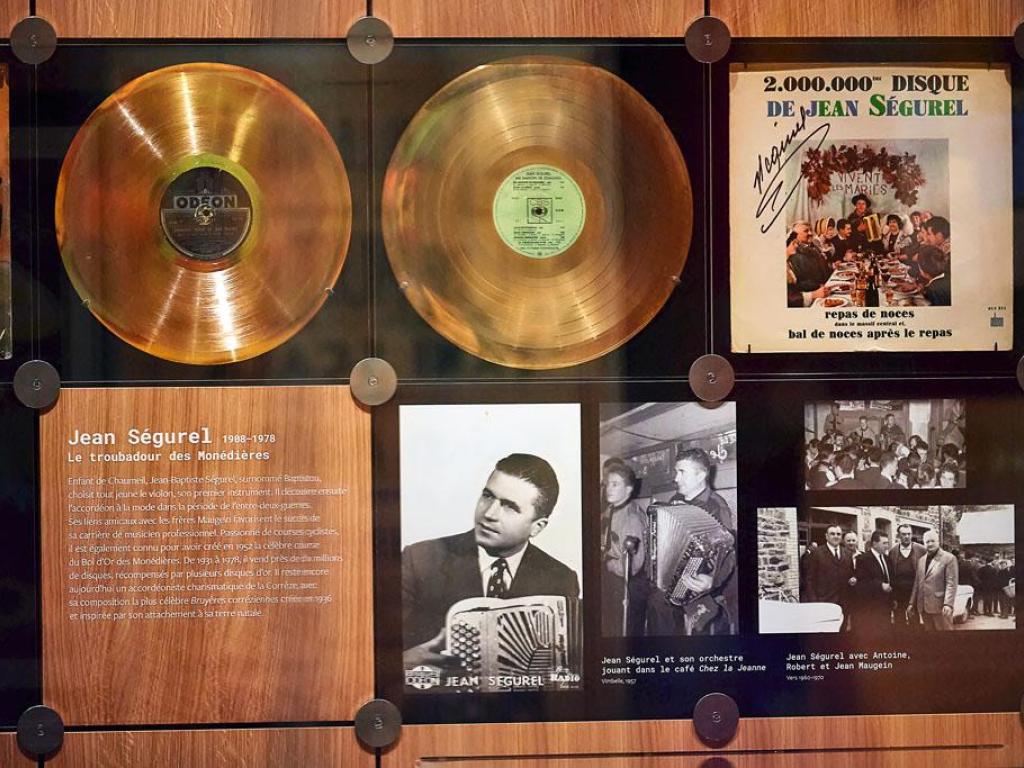 ODEON
JEAN SÉGUREL
CBS
2.000.000ème DISQUE
DE JEAN SÉGUREL
VIVENT
LES MARIÉS
repas de noces
dans le massif central et.
bal de noces après le repas
Jean Ségurel 1908–1978
Le troubadour des Monédières
Enfant de Chaumeil, Jean-Baptiste Ségurel, surnommé Baptistou,
choisit tout jeune le violon, son premier instrument. Il découvre ensuite
l'accordéon à la mode dans la période de l'entre-deux-guerres.
Ses liens amicaux avec les frères Maugein favorisent le succès de
sa carrière de musicien professionnel. Passionné de courses cyclistes,
il est également connu pour avoir créé en 1952 la célèbre course
du Bol d'Or des Monédières. De 1931 à 1978, il vend près de millions
de disques, récompensés par plusieurs disques d'or. Il reste encore
aujourd'hui un accordéoniste charismatique de la Corrèze, avec
sa composition la plus célèbre Bruyères corréziennes créée en 1936
et inspirée par son attachement à sa terre natale.
ODEON JEAN SEGUREL RADIO
Jean Ségurel et son orchestre
jouant dans le café Chez la Jeanne
Vimbelle, 1957
Jean Ségurel avec Antoine,
Robert et Jean Maugein
Vers 1960-1970